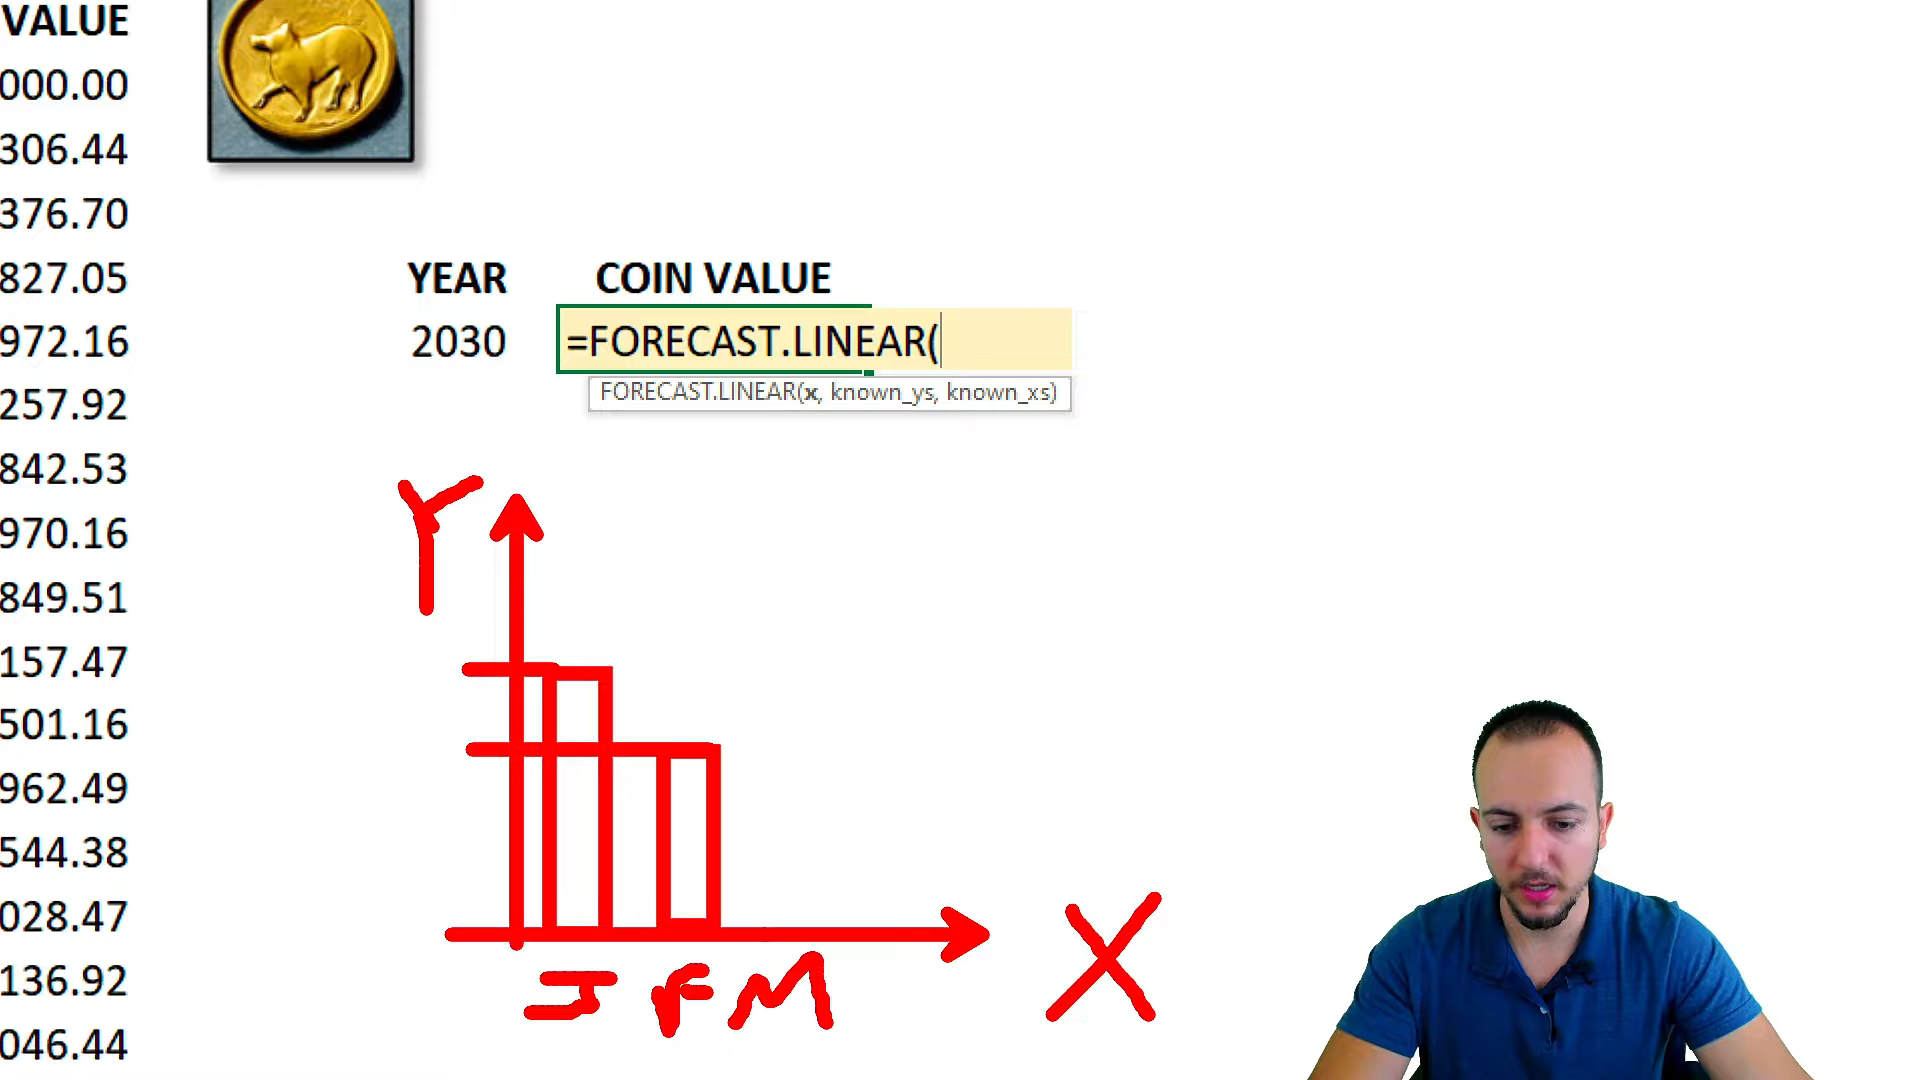 VALUE
000.00
306.44
376.70
827.05
YEAR COIN VALUE
972.16
2030 =FORECAST.LINEAR(
FORECAST.LINEAR(x, known_ys, known_xs)
257.92
842.53
Y
970.16
849.51
157.47
501.16
962.49
544.38
028.47
X
136.92
J F M
046.44